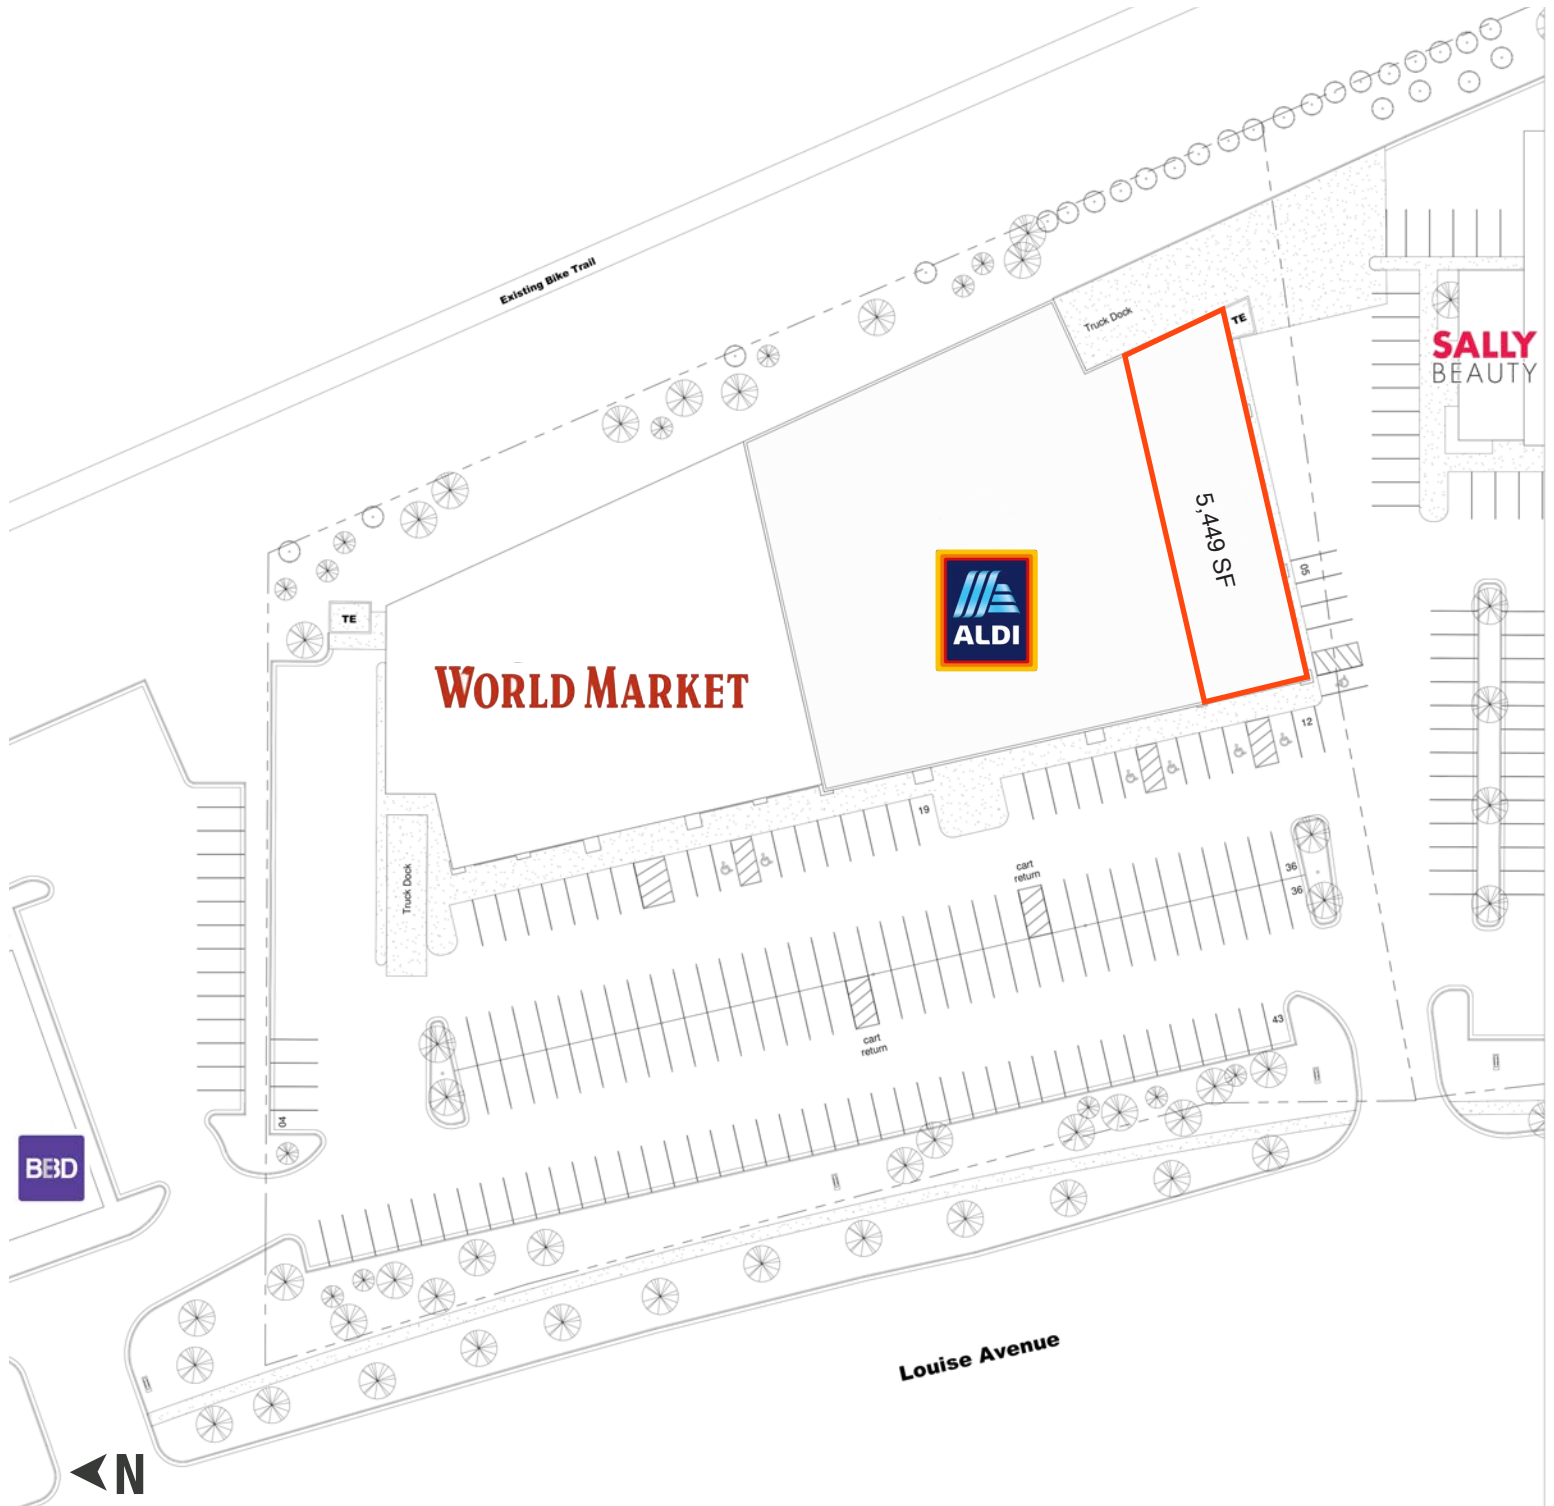 Existing Bike Trail
Truck Dock
TE
SALLY
BEAUTY
5,449 SF
05
TE
ALDI
WORLD MARKET
12
19
cart
return
36
36
Truck Dock
43
cart
return
04
BBD
Louise Avenue
N